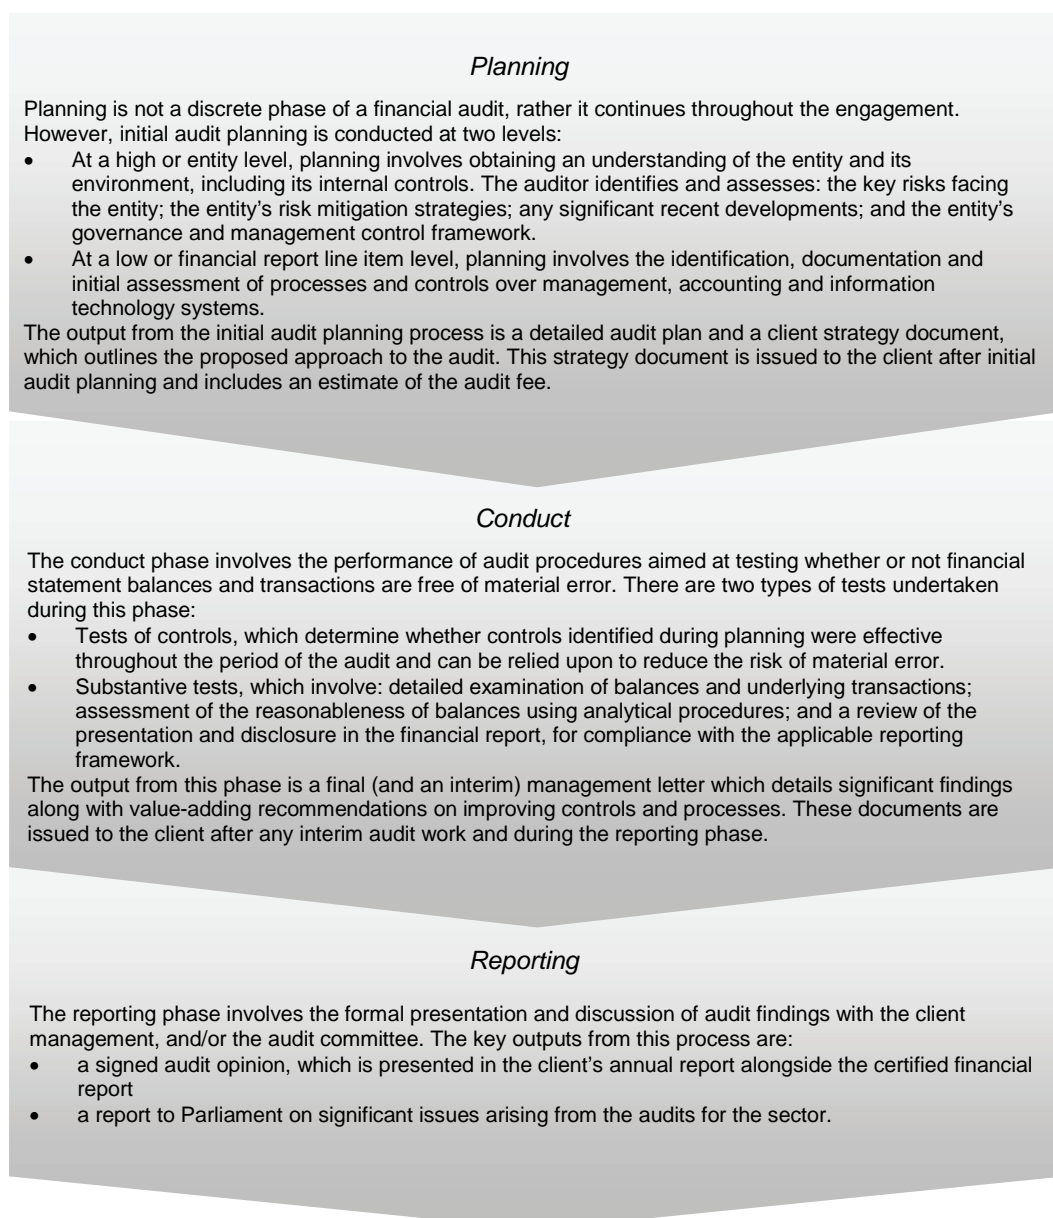 Planning
Planning is not a discrete phase of a financial audit, rather it continues throughout the engagement.
However, initial audit planning is conducted at two levels:
• At a high or entity level, planning involves obtaining an understanding of the entity and its
environment, including its internal controls. The auditor identifies and assesses: the key risks facing
the entity; the entity’s risk mitigation strategies; any significant recent developments; and the entity’s
governance and management control framework.
• At a low or financial report line item level, planning involves the identification, documentation and
initial assessment of processes and controls over management, accounting and information
technology systems.
The output from the initial audit planning process is a detailed audit plan and a client strategy document,
which outlines the proposed approach to the audit. This strategy document is issued to the client after initial
audit planning and includes an estimate of the audit fee.
Conduct
The conduct phase involves the performance of audit procedures aimed at testing whether or not financial
statement balances and transactions are free of material error. There are two types of tests undertaken
during this phase:
• Tests of controls, which determine whether controls identified during planning were effective
throughout the period of the audit and can be relied upon to reduce the risk of material error.
• Substantive tests, which involve: detailed examination of balances and underlying transactions;
assessment of the reasonableness of balances using analytical procedures; and a review of the
presentation and disclosure in the financial report, for compliance with the applicable reporting
framework.
The output from this phase is a final (and an interim) management letter which details significant findings
along with value-adding recommendations on improving controls and processes. These documents are
issued to the client after any interim audit work and during the reporting phase.
Reporting
The reporting phase involves the formal presentation and discussion of audit findings with the client
management, and/or the audit committee. The key outputs from this process are:
• a signed audit opinion, which is presented in the client’s annual report alongside the certified financial
report
• a report to Parliament on significant issues arising from the audits for the sector.